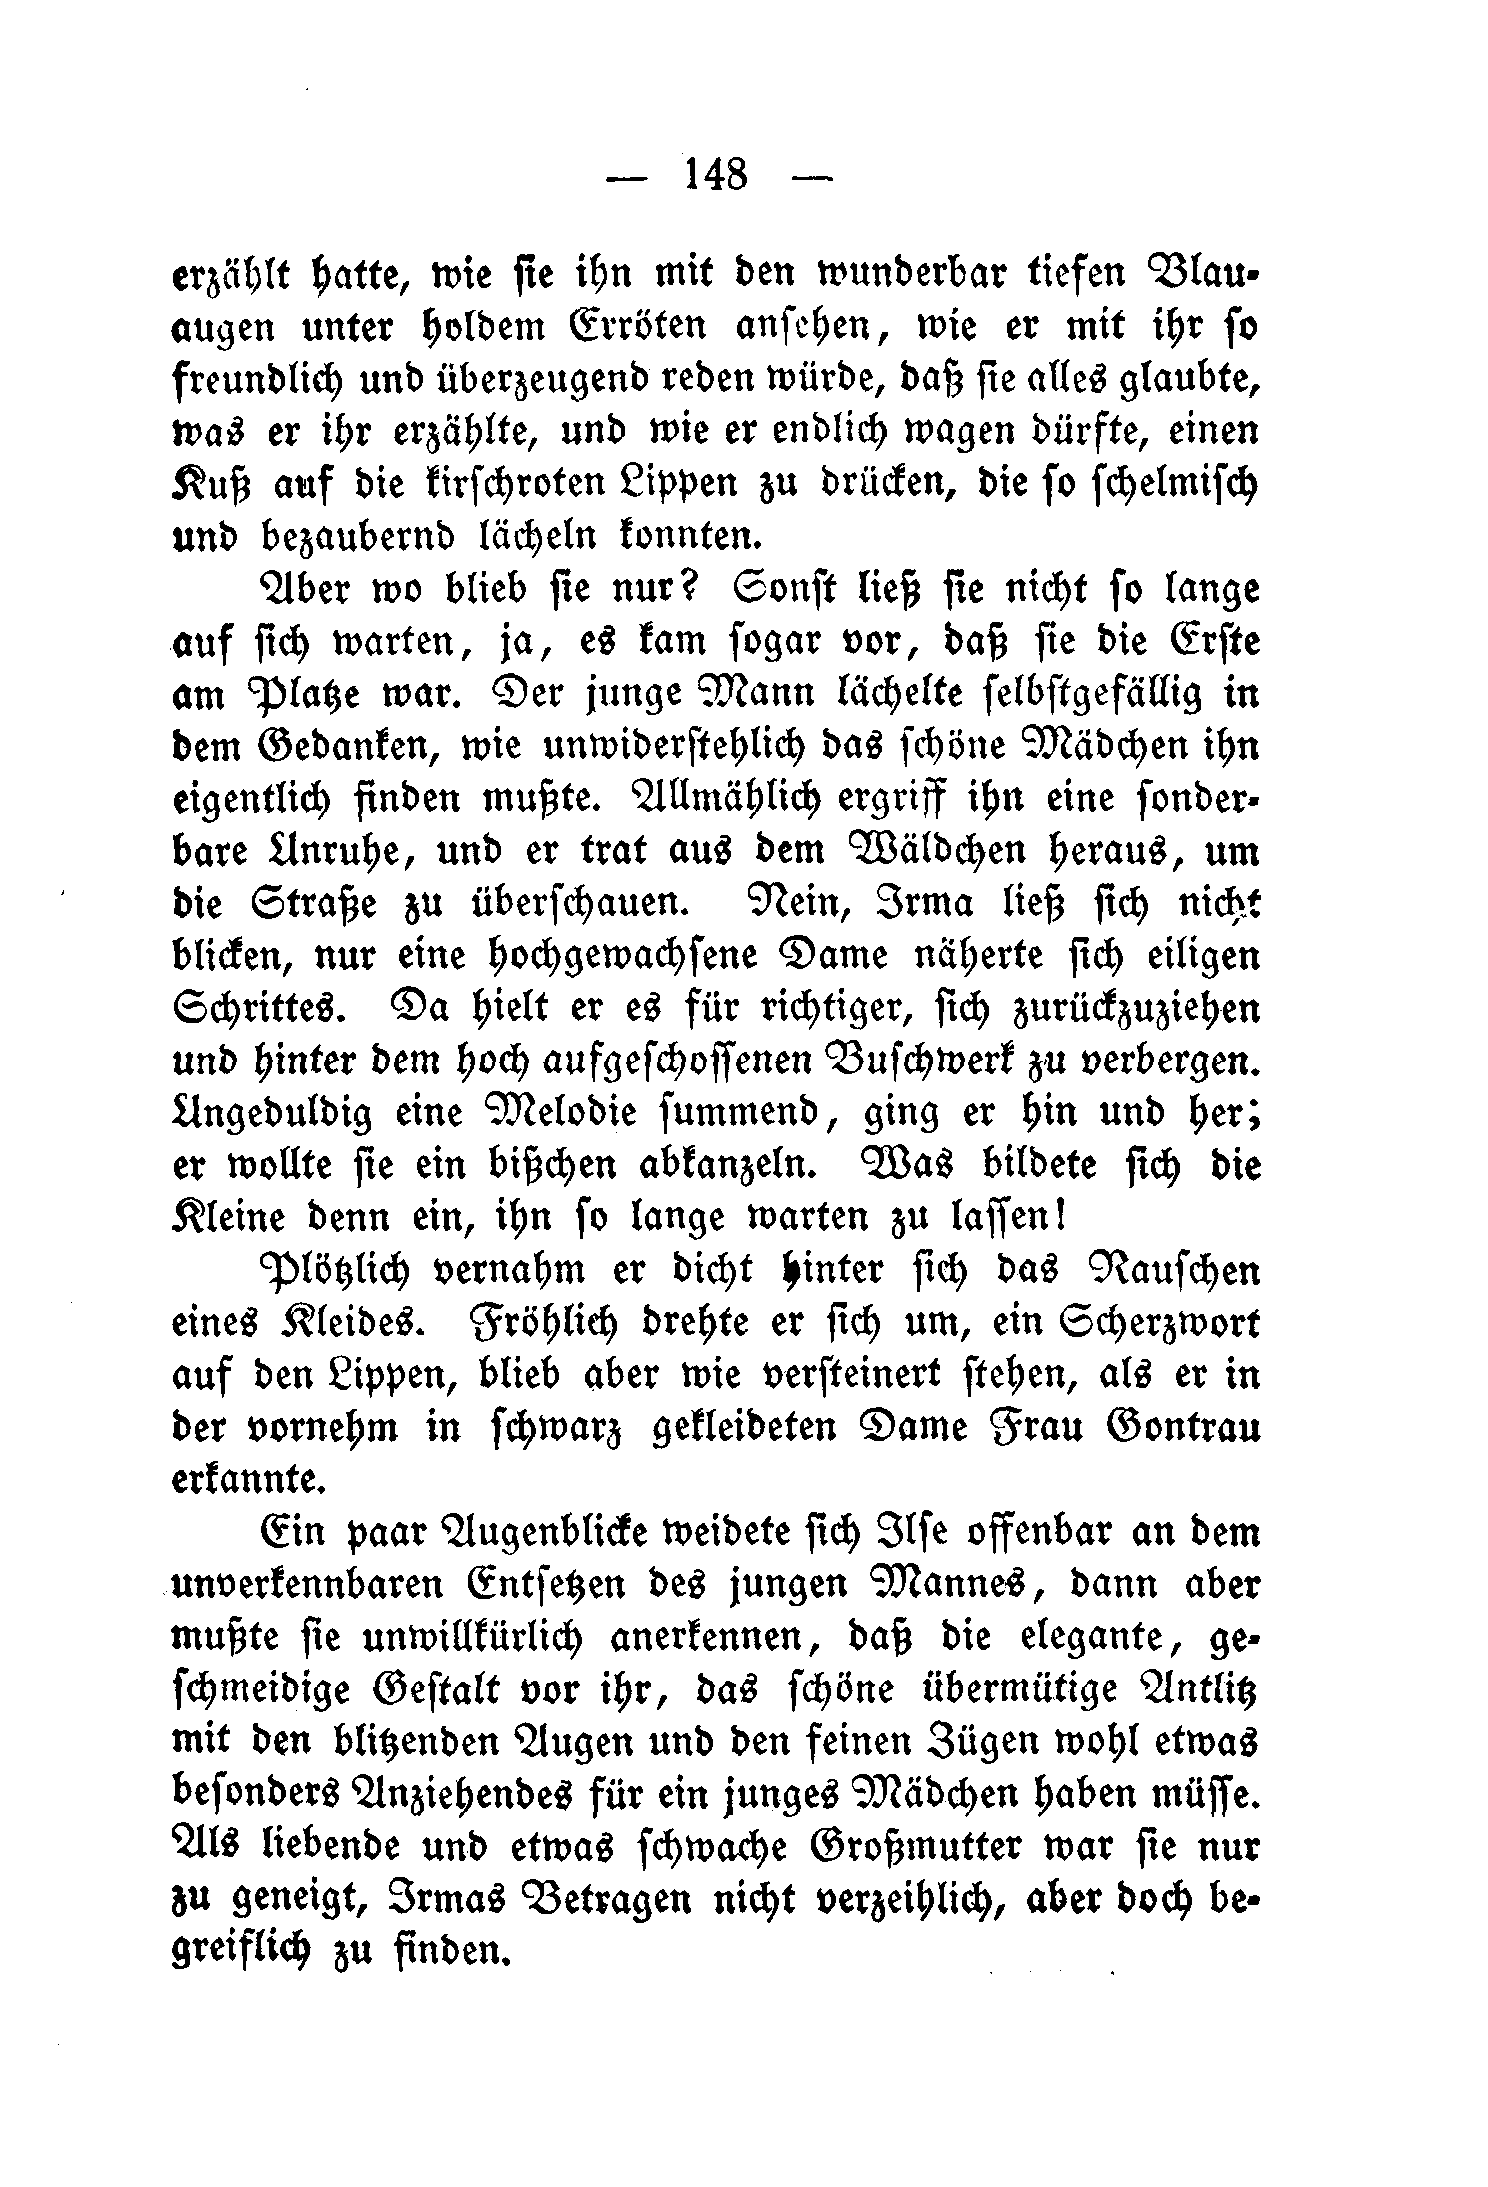 — 148 —
erzählt hatte, wie sie ihn mit den wunderbar tiefen Blau-
augen unter holdem Erröten ansehen, wie er mit ihr so
freundlich und überzeugend reden würde, daß sie alles glaubte,
was er ihr erzählte, und wie er endlich wagen dürfte, einen
Kuß auf die kirschroten Lippen zu drücken, die so schelmisch
und bezaubernd lächeln konnten.
Aber wo blieb sie nur? Sonst ließ sie nicht so lange
auf sich warten, ja, es kam sogar vor, daß sie die Erste
am Platze war. Der junge Mann lächelte selbstgefällig in
dem Gedanken, wie unwiderstehlich das schöne Mädchen ihn
eigentlich finden mußte. Allmählich ergriff ihn eine sonder-
bare Unruhe, und er trat aus dem Wäldchen heraus, um
die Straße zu überschauen. Nein, Irma ließ sich nicht
blicken, nur eine hochgewachsene Dame näherte sich eiligen
Schrittes. Da hielt er es für richtiger, sich zurückzuziehen
und hinter dem hoch aufgeschossenen Buschwerk zu verbergen.
Ungeduldig eine Melodie summend, ging er hin und her;
er wollte sie ein bißchen abkanzeln. Was bildete sich die
Kleine denn ein, ihn so lange warten zu lassen!
Plötzlich vernahm er dicht hinter sich das Rauschen
eines Kleides. Fröhlich drehte er sich um, ein Scherzwort
auf den Lippen, blieb aber wie versteinert stehen, als er in
der vornehm in schwarz gekleideten Dame Frau Gontrau
erkannte.
Ein paar Augenblicke weidete sich Ilse offenbar an dem
unverkennbaren Entsetzen des jungen Mannes, dann aber
mußte sie unwillkürlich anerkennen, daß die elegante, ge-
schmeidige Gestalt vor ihr, das schöne übermütige Antlitz
mit den blitzenden Augen und den feinen Zügen wohl etwas
besonders Anziehendes für ein junges Mädchen haben müsse.
Als liebende und etwas schwache Großmutter war sie nur
zu geneigt, Irmas Betragen nicht verzeihlich, aber doch be-
greiflich zu finden.